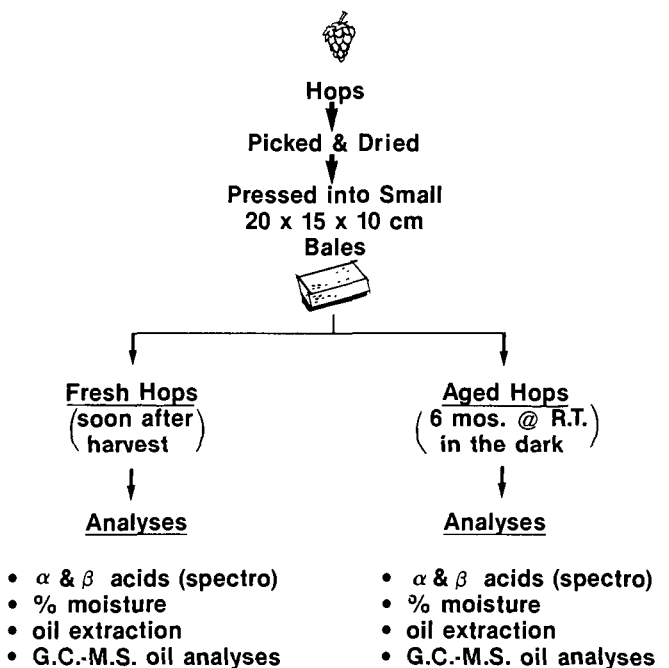 Hops
Picked & Dried
Pressed into Small
20 x 15 x 10 cm
Bales
Fresh Hops
(soon after
harvest)
Analyses
• α & β acids (spectro)
• % moisture
• oil extraction
• G.C.-M.S. oil analyses
Aged Hops
(6 mos. @ R.T.
in the dark)
Analyses
• α & β acids (spectro)
• % moisture
• oil extraction
• G.C.-M.S. oil analyses